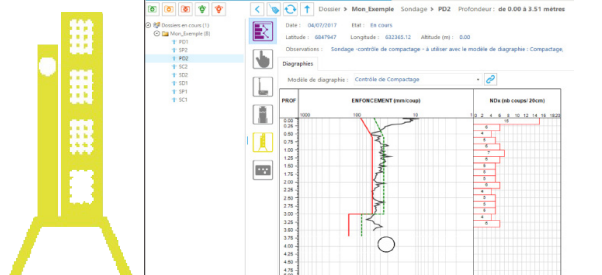 Dossier > Mon_Exemple Sondage > PD2 Profondeur : de 0.00 à 3.51 mètres
Dossiers en cours (1)
Mon_Exemple (8)
PD1
SP2
PD2
SC2
SD2
SD1
SP1
SC1
Date : 04/07/2017 Etat : En cours
Latitude : 6847947 Longitude : 632365.12 Altitude (m) : 0.00
Observations : Sondage -contrôle de compactage - à utiliser avec le modèle de diagraphie : Compactage,
Diagraphies
Modèle de diagraphie : Contrôle de Compactage
PROF ENFONCEMENT (mm/coup) NDs (nb coups/ 20cm)
1000 100 10 1 0 2 4 6 8 10 12 14 16 18 20
0.00
0.25
0.50
0.75
1.00
1.25
1.50
1.75
2.00
2.25
2.50
2.75
3.00
3.25
3.50
3.75
4.00
4.25
4.50
4.75